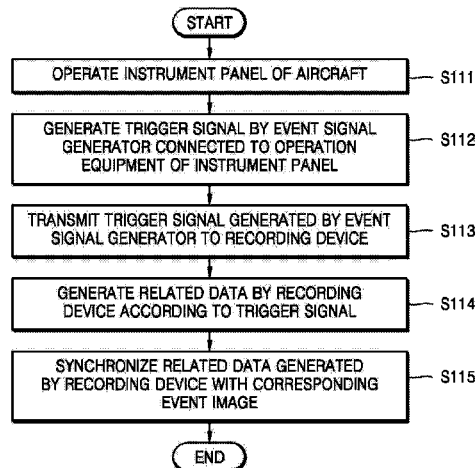 START
OPERATE INSTRUMENT PANEL OF AIRCRAFT
S111
GENERATE TRIGGER SIGNAL BY EVENT SIGNAL
GENERATOR CONNECTED TO OPERATION
EQUIPMENT OF INSTRUMENT PANEL
S112
TRANSMIT TRIGGER SIGNAL GENERATED BY EVENT
SIGNAL GENERATOR TO RECORDING DEVICE
S113
GENERATE RELATED DATA BY RECORDING
DEVICE ACCORDING TO TRIGGER SIGNAL
S114
SYNCHRONIZE RELATED DATA GENERATED
BY RECORDING DEVICE WITH CORRESPONDING
EVENT IMAGE
S115
END